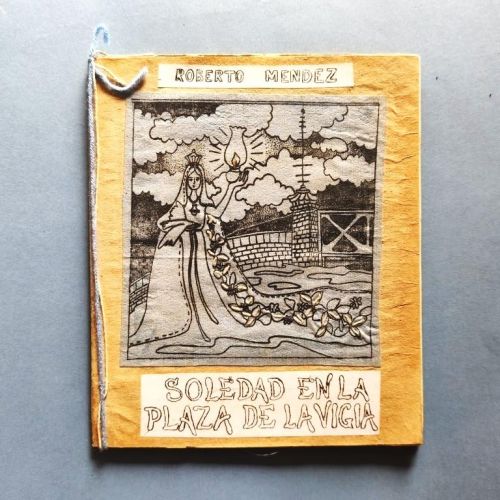 ROBERTO MENDEZ
SOLEDAD EN LA
PLAZA DE LA VIGIA